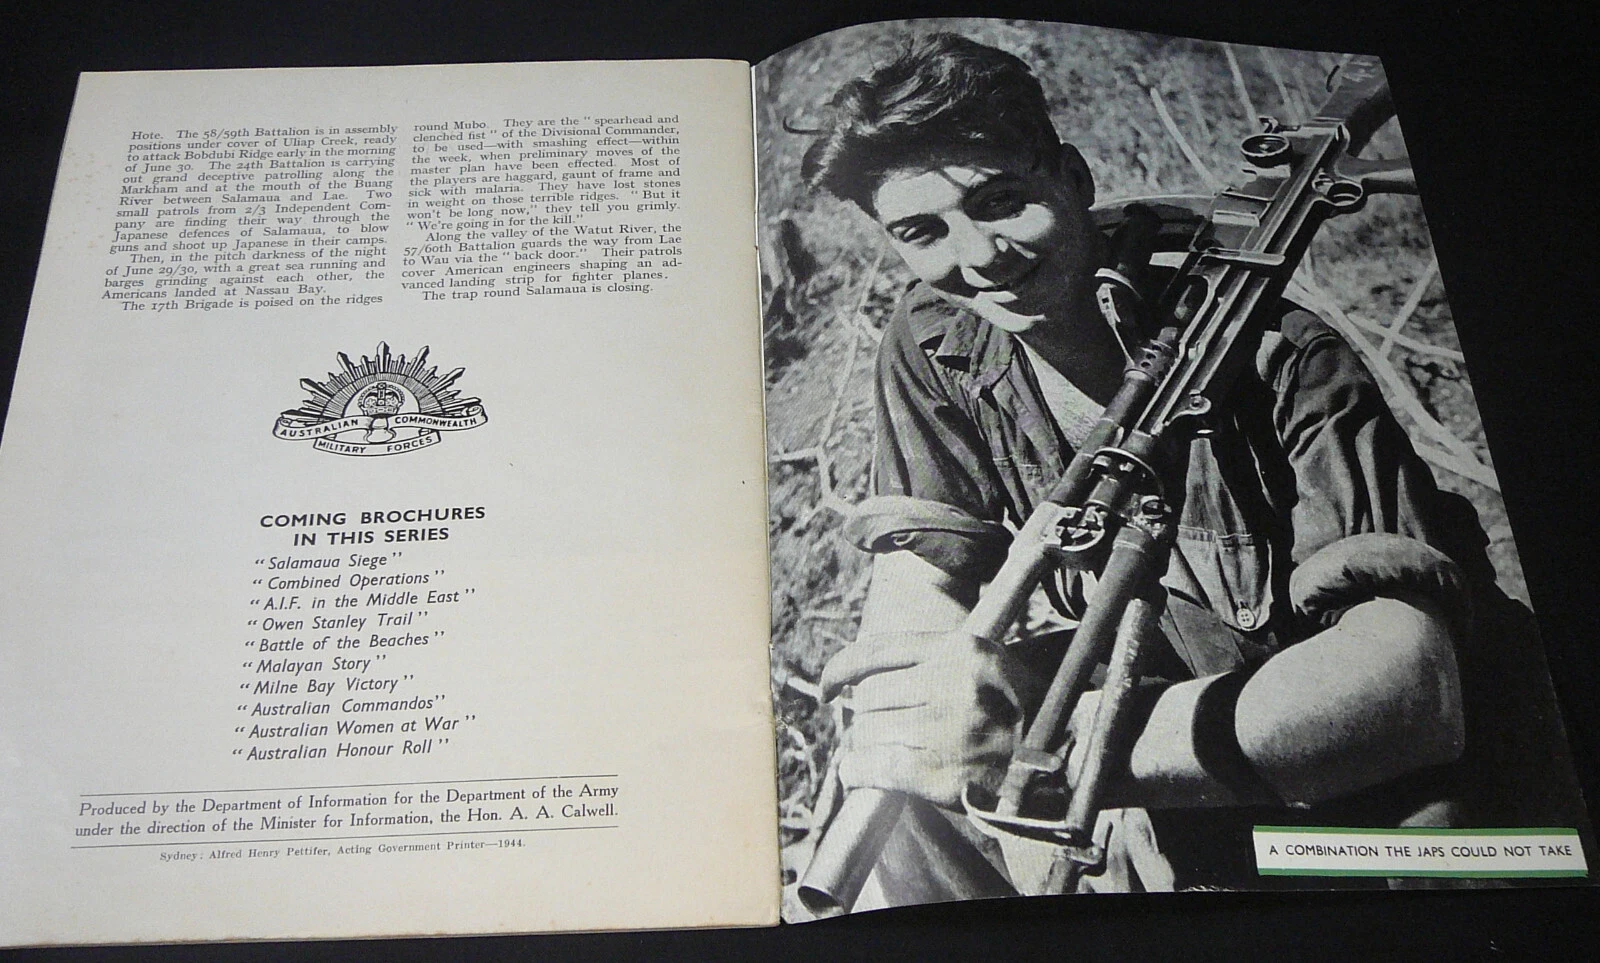 Hote. The 58/59th Battalion is in assembly
positions under cover of Uliap Creek, ready
to attack Bobdubi Ridge early in the morning
of June 30. The 24th Battalion is carrying
out grand deceptive patrolling along the
Markham and at the mouth of the Buang
River between Salamaua and Lae. Two
small patrols from 2/3 Independent Com-
pany are finding their way through the
Japanese defences of Salamaua, to blow
guns and shoot up Japanese in their camps.
Then, in the pitch darkness of the night
of June 29/30, with a great sea running and
barges grinding against each other, the
Americans landed at Nassau Bay.
The 17th Brigade is poised on the ridges
round Mubo. They are the "spearhead and
clenched fist" of the Divisional Commander,
to be used—with smashing effect—within
the week, when preliminary moves of the
master plan have been effected. Most of
the players are haggard, gaunt of frame and
sick with malaria. They have lost stones
in weight on those terrible ridges. "But it
won't be long now," they tell you grimly.
"We're going in for the kill."
Along the valley of the Watut River, the
57/60th Battalion guards the way from Lae
to Wau via the "back door." Their patrols
cover American engineers shaping an ad-
vanced landing strip for fighter planes.
The trap round Salamaua is closing.
AUSTRALIAN COMMONWEALTH
MILITARY FORCES
COMING BROCHURES
IN THIS SERIES
"Salamaua Siege"
"Combined Operations"
"A.I.F. in the Middle East"
"Owen Stanley Trail"
"Battle of the Beaches"
"Malayan Story"
"Milne Bay Victory"
"Australian Commandos"
"Australian Women at War"
"Australian Honour Roll"
Produced by the Department of Information for the Department of the Army
under the direction of the Minister for Information, the Hon. A. A. Calwell.
Sydney: Alfred Henry Pettifer, Acting Government Printer—1944.
A COMBINATION THE JAPS COULD NOT TAKE